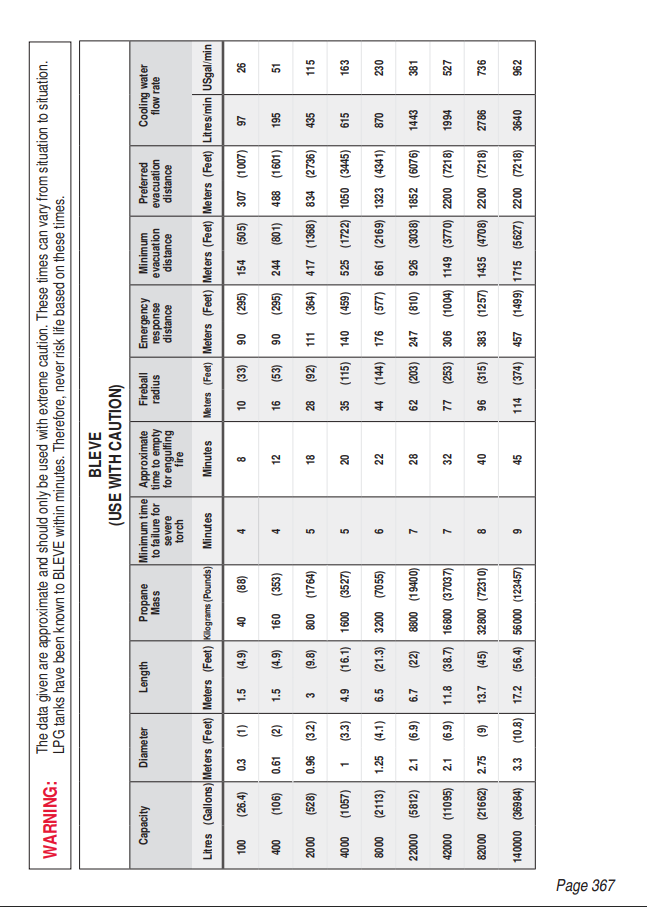 WARNING: The data given are approximate and should only be used with extreme caution. These times can vary from situation to situation.
LPG tanks have been known to BLEVE within minutes. Therefore, never risk life based on these times.
BLEVE
(USE WITH CAUTION)
Capacity Diameter Length Propane Mass Minimum time to failure for severe torch Approximate time to empty for engulfing fire Fireball radius Emergency response distance Minimum evacuation distance Preferred evacuation distance Cooling water flow rate
Litres (Gallons) Meters (Feet) Meters (Feet) Kilograms (Pounds) Minutes Minutes Meters (Feet) Meters (Feet) Meters (Feet) Meters (Feet) Litres/min USgal/min
100 (26.4) 0.3 (1) 1.5 (4.9) 40 (88) 4 8 10 (33) 90 (295) 154 (505) 307 (1007) 97 26
400 (106) 0.61 (2) 1.5 (4.9) 160 (353) 4 12 16 (53) 90 (295) 244 (801) 488 (1601) 195 51
2000 (528) 0.96 (3.2) 3 (9.8) 800 (1764) 5 18 28 (92) 111 (364) 417 (1368) 834 (2736) 435 115
4000 (1057) 1 (3.3) 4.9 (16.1) 1600 (3527) 5 20 35 (115) 140 (459) 525 (1722) 1050 (3445) 615 163
8000 (2113) 1.25 (4.1) 6.5 (21.3) 3200 (7055) 6 22 44 (144) 176 (577) 661 (2169) 1323 (4341) 870 230
22000 (5812) 2.1 (6.9) 6.7 (22) 8800 (19400) 7 28 62 (203) 247 (810) 926 (3038) 1852 (6076) 1443 381
42000 (11095) 2.1 (6.9) 11.8 (38.7) 16800 (37037) 7 32 77 (253) 306 (1004) 1149 (3770) 2200 (7218) 1994 527
82000 (21662) 2.75 (9) 13.7 (45) 32800 (72310) 8 40 96 (315) 383 (1257) 1435 (4708) 2200 (7218) 2786 736
140000 (36984) 3.3 (10.8) 17.2 (56.4) 56000 (123457) 9 45 114 (374) 457 (1499) 1715 (5627) 2200 (7218) 3640 962
Page 367